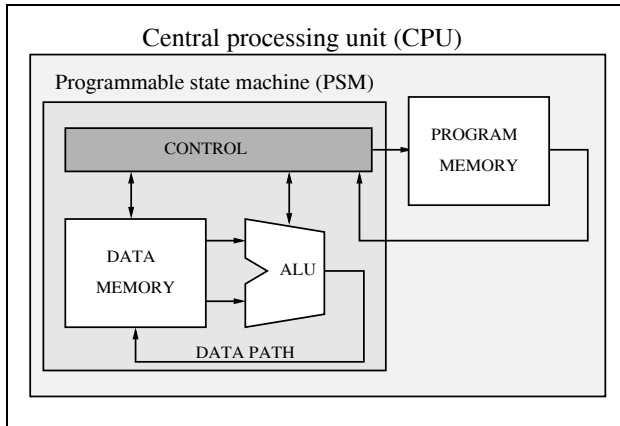 Central processing unit (CPU)
Programmable state machine (PSM)
CONTROL
PROGRAM
MEMORY
DATA
MEMORY
ALU
DATA PATH